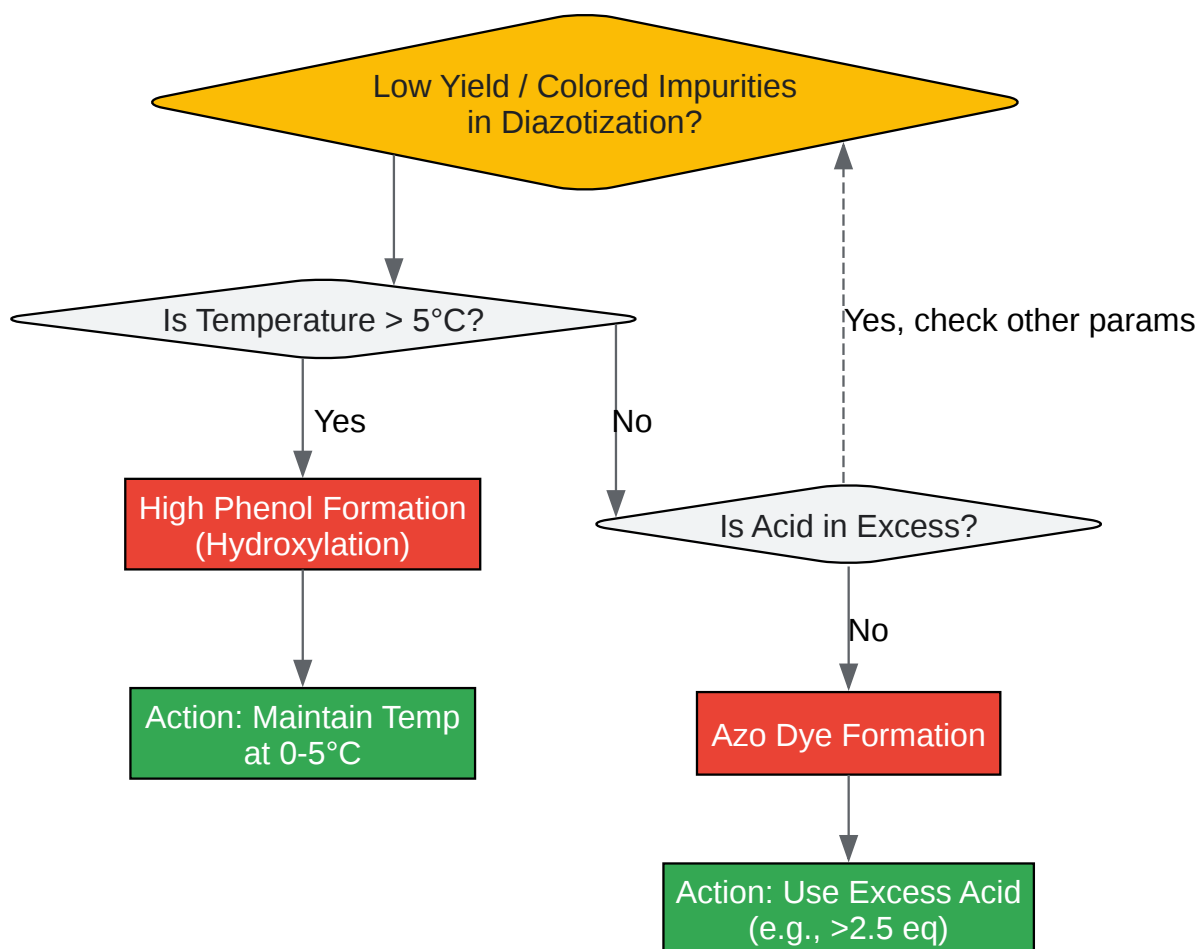 Low Yield / Colored Impurities
in Diazotization?
Is Temperature > 5°C?
Yes, check other params
Yes
No
High Phenol Formation
(Hydroxylation)
Is Acid in Excess?
No
Action: Maintain Temp
at 0-5°C
Azo Dye Formation
Action: Use Excess Acid
(e.g., >2.5 eq)